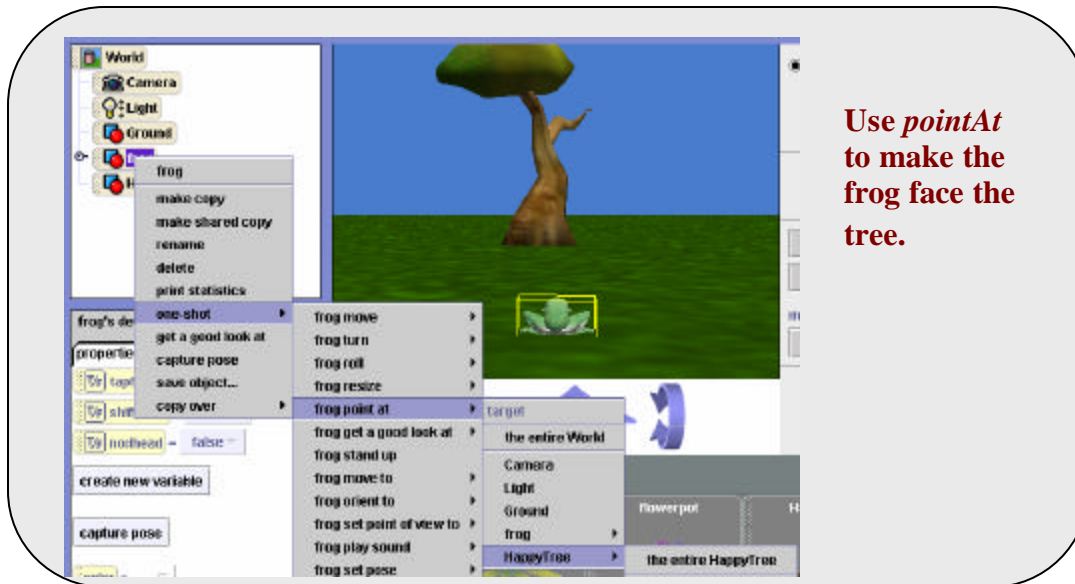 World
Camera
Light
Ground
frog
make copy
make shared copy
rename
delete
print statistics
one-shot
get a good look at
capture pose
save object...
copy over
frog's de
propertie
create new variable
capture pose
false
frog move
frog turn
frog roll
frog resize
frog point at
frog get a good look at
frog stand up
frog move to
frog orient to
frog set point of view to
frog play sound
frog set pose
target
the entire World
Camera
Light
Ground
frog
HappyTree
the entire HappyTree
flowerpot
H
Use pointAt
to make the
frog face the
tree.